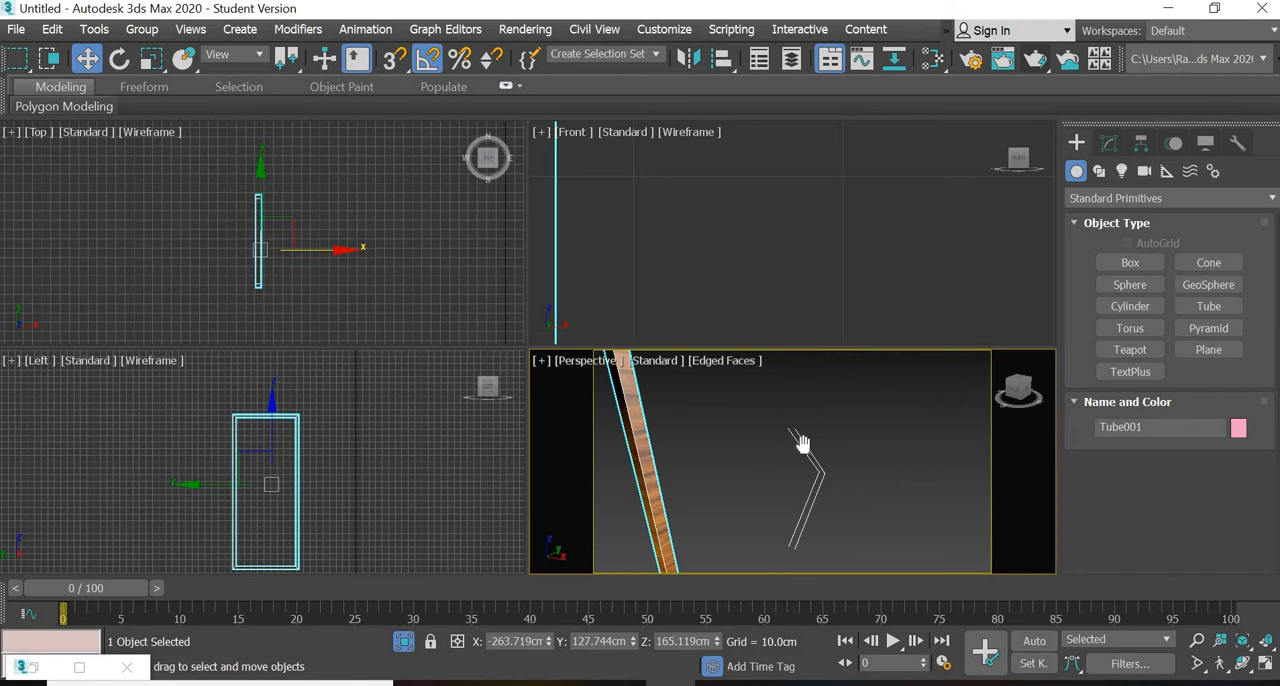 Untitled - Autodesk 3ds Max 2020 - Student Version
File Edit Tools Group Views Create Modifiers Animation Graph Editors Rendering Civil View Customize Scripting Interactive Content Sign In Workspaces: Default
View Create Selection Set C:\Users\Ra...ds Max 202(
Modeling Freeform Selection Object Paint Populate
Polygon Modeling
[+] [Top ] [Standard ] [Wireframe ]
[+] [Front ] [Standard ] [Wireframe ]
Standard Primitives
Object Type
AutoGrid
Box Cone
Sphere GeoSphere
Cylinder Tube
Torus Pyramid
Teapot Plane
TextPlus
Name and Color
Tube001
[+] [Left ] [Standard ] [Wireframe ]
[+] [Perspective ] [Standard ] [Edged Faces ]
< 0 / 100 >
0 5 10 15 20 25 30 35 40 45 50 55 60 65 70 75 80 85 90 95 100
1 Object Selected X: -263.719cm Y: 127.744cm Z: 165.119cm Grid = 10.0cm Auto Selected
drag to select and move objects Add Time Tag 0 Set K. Filters...